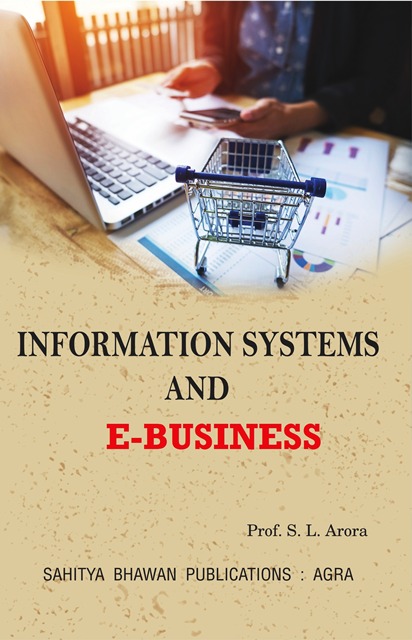 INFORMATION SYSTEMS
AND
E-BUSINESS
Prof. S. L. Arora
SAHITYA BHAWAN PUBLICATIONS : AGRA